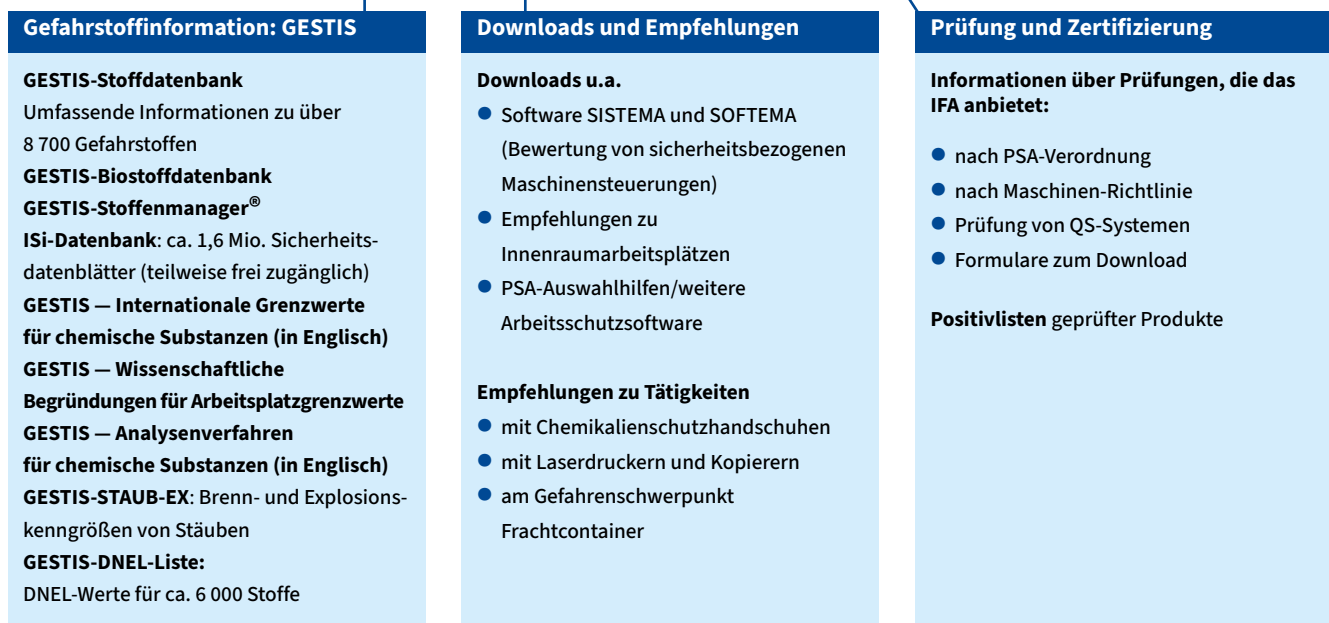 Gefahrstoffinformation: GESTIS
GESTIS-Stoffdatenbank
Umfassende Informationen zu über
8 700 Gefahrstoffen
GESTIS-Biostoffdatenbank
GESTIS-Stoffenmanager®
ISi-Datenbank: ca. 1,6 Mio. Sicherheits-
datenblätter (teilweise frei zugänglich)
GESTIS — Internationale Grenzwerte
für chemische Substanzen (in Englisch)
GESTIS — Wissenschaftliche
Begründungen für Arbeitsplatzgrenzwerte
GESTIS — Analysenverfahren
für chemische Substanzen (in Englisch)
GESTIS-STAUB-EX: Brenn- und Explosions-
kenngrößen von Stäuben
GESTIS-DNEL-Liste:
DNEL-Werte für ca. 6 000 Stoffe
Downloads und Empfehlungen
Downloads u.a.
● Software SISTEMA und SOFTEMA
(Bewertung von sicherheitsbezogenen
Maschinensteuerungen)
● Empfehlungen zu
Innenraumarbeitsplätzen
● PSA-Auswahlhilfen/weitere
Arbeitsschutzsoftware
Empfehlungen zu Tätigkeiten
● mit Chemikalienschutzhandschuhen
● mit Laserdruckern und Kopierern
● am Gefahrenschwerpunkt
Frachtcontainer
Prüfung und Zertifizierung
Informationen über Prüfungen, die das
IFA anbietet:
● nach PSA-Verordnung
● nach Maschinen-Richtlinie
● Prüfung von QS-Systemen
● Formulare zum Download
Positivlisten geprüfter Produkte